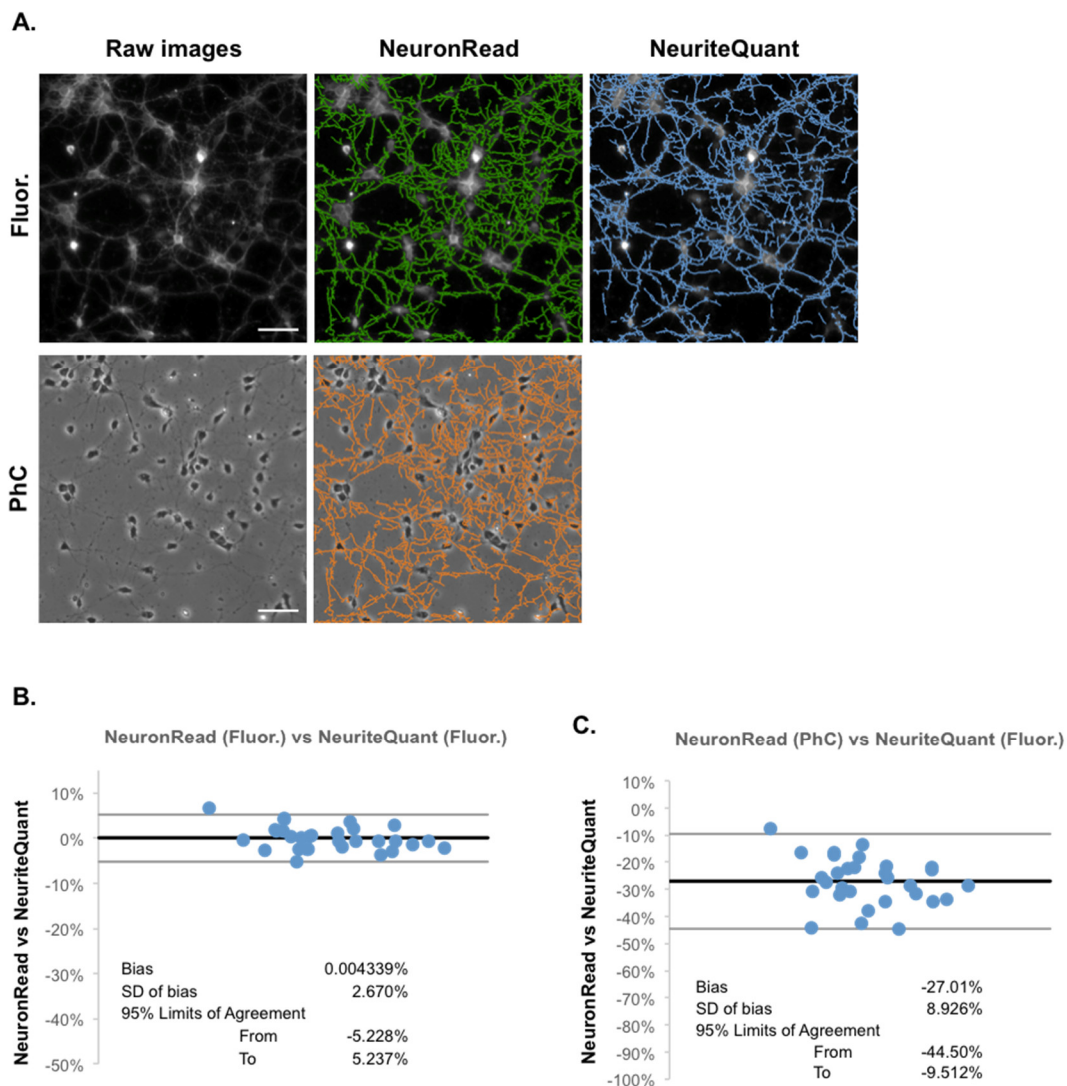 A.
Raw images NeuronRead NeuriteQuant
Fluor.
PhC
B.
NeuronRead (Fluor.) vs NeuriteQuant (Fluor.)
NeuronRead vs NeuriteQuant
10%
0%
-10%
-20%
-30%
-40%
-50%
Bias 0.004339%
SD of bias 2.670%
95% Limits of Agreement
From -5.228%
To 5.237%
C.
NeuronRead (PhC) vs NeuriteQuant (Fluor.)
NeuronRead vs NeuriteQuant
10%
0%
-10%
-20%
-30%
-40%
-50%
-60%
-70%
-80%
-90%
-100%
Bias -27.01%
SD of bias 8.926%
95% Limits of Agreement
From -44.50%
To -9.512%